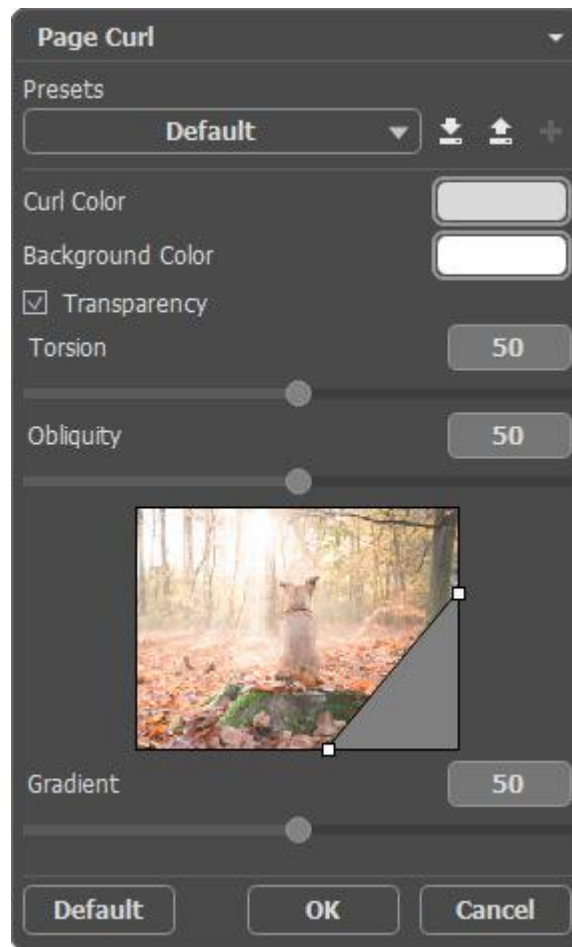 Page Curl
Presets
Default
Curl Color
Background Color
Transparency
Torsion 50
Obliquity 50
Gradient 50
Default OK Cancel